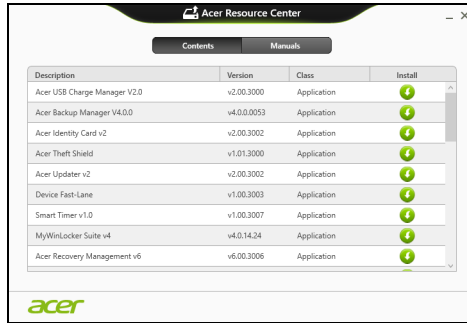 Acer Resource Center
Contents Manuals
Description Version Class Install
Acer USB Charge Manager V2.0 v2.00.3000 Application
Acer Backup Manager V4.0.0 v4.0.0.0053 Application
Acer Identity Card v2 v2.00.3002 Application
Acer Theft Shield v1.01.3000 Application
Acer Updater v2 v2.00.3002 Application
Device Fast-Lane v1.00.3003 Application
Smart Timer v1.0 v1.00.3007 Application
MyWinLocker Suite v4 v4.0.14.24 Application
Acer Recovery Management v6 v6.00.3006 Application
acer